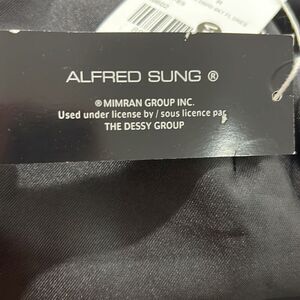 ALFRED SUNG ®
® MIMRAN GROUP INC.
Used under license by / sous licence par
THE DESSY GROUP